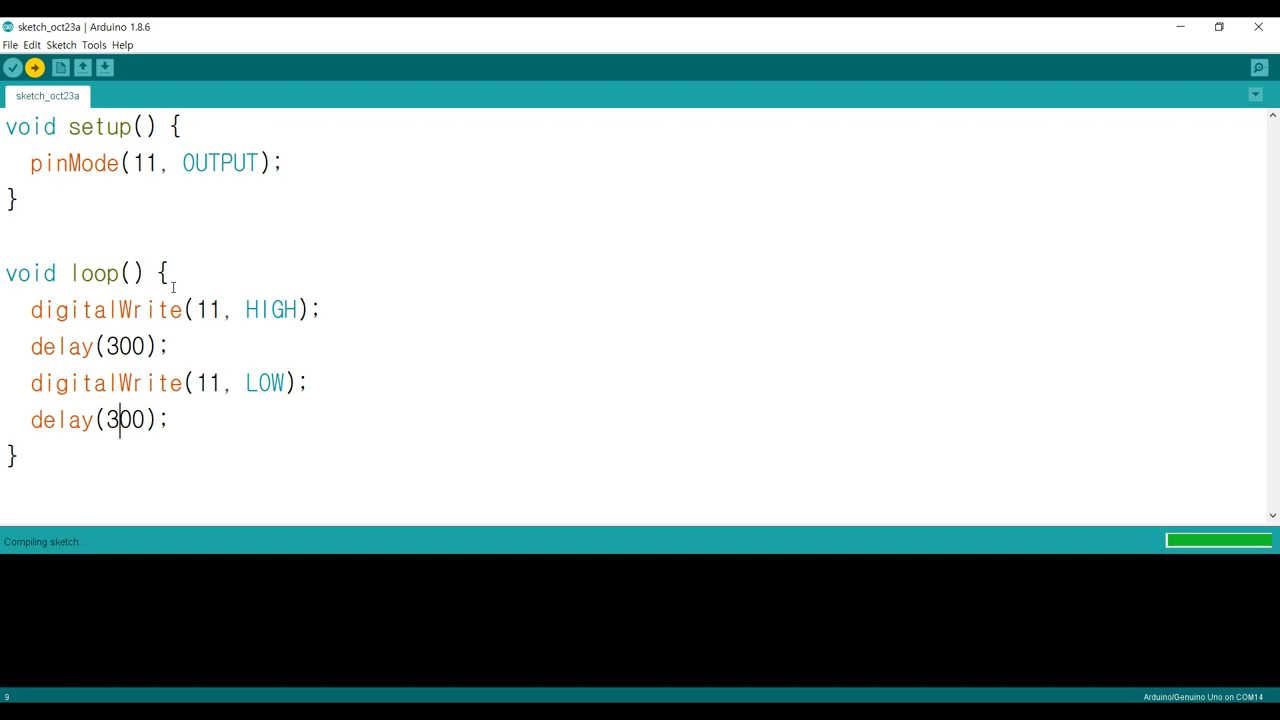 sketch_oct23a | Arduino 1.8.6
File Edit Sketch Tools Help
sketch_oct23a
void setup() {
  pinMode(11, OUTPUT);
}
void loop() {
  digitalWrite(11, HIGH);
  delay(300);
  digitalWrite(11, LOW);
  delay(300);
}
Compiling sketch...
9
Arduino/Genuino Uno on COM14